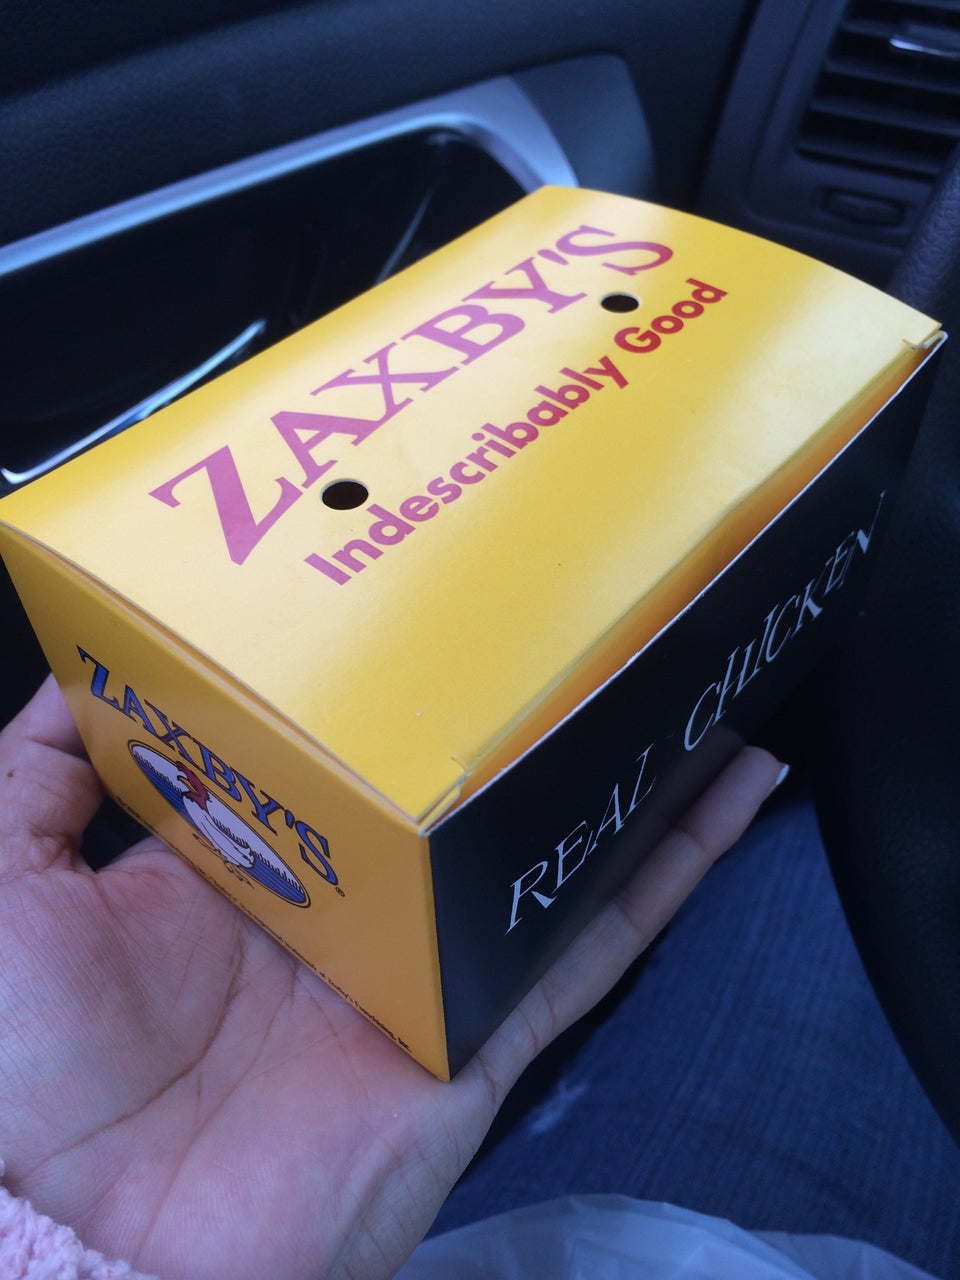 ZAXBY'S
Indescribably Good
ZAXBY'S
REAL CHICKEN